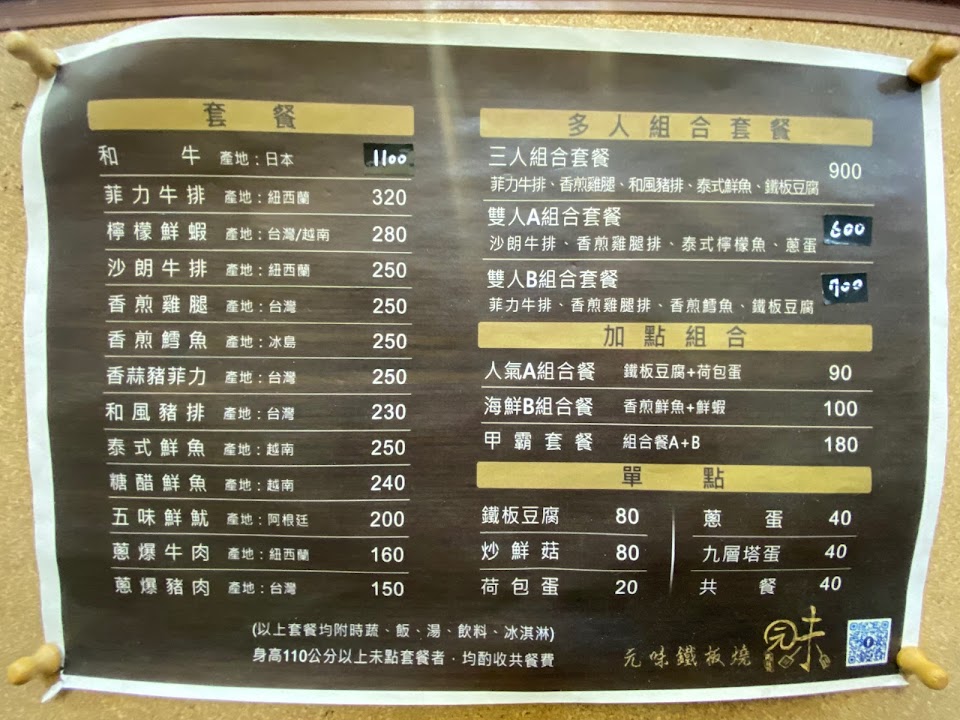 套餐
和牛 產地：日本 1100
菲力牛排 產地：紐西蘭 320
檸檬鮮蝦 產地：台灣/越南 280
沙朗牛排 產地：紐西蘭 250
香煎雞腿 產地：台灣 250
香煎鱈魚 產地：冰島 250
香蒜豬菲力 產地：台灣 250
和風豬排 產地：台灣 230
泰式鮮魚 產地：越南 250
糖醋鮮魚 產地：越南 240
五味鮮魷 產地：阿根廷 200
蔥爆牛肉 產地：紐西蘭 160
蔥爆豬肉 產地：台灣 150
(以上套餐均附時蔬、飯、湯、飲料、冰淇淋)
身高110公分以上未點套餐者，均酌收共餐費
多人組合套餐
三人組合套餐 900
菲力牛排、香煎雞腿、和風豬排、泰式鮮魚、鐵板豆腐
雙人A組合套餐 600
沙朗牛排、香煎雞腿排、泰式檸檬魚、蔥蛋
雙人B組合套餐 700
菲力牛排、香煎雞腿排、香煎鱈魚、鐵板豆腐
加點組合
人氣A組合餐 鐵板豆腐+荷包蛋 90
海鮮B組合餐 香煎鮮魚+鮮蝦 100
甲霸套餐 組合餐A+B 180
單點
鐵板豆腐 80
炒鮮菇 80
荷包蛋 20
蔥蛋 40
九層塔蛋 40
共餐 40
元味鐵板燒
元味